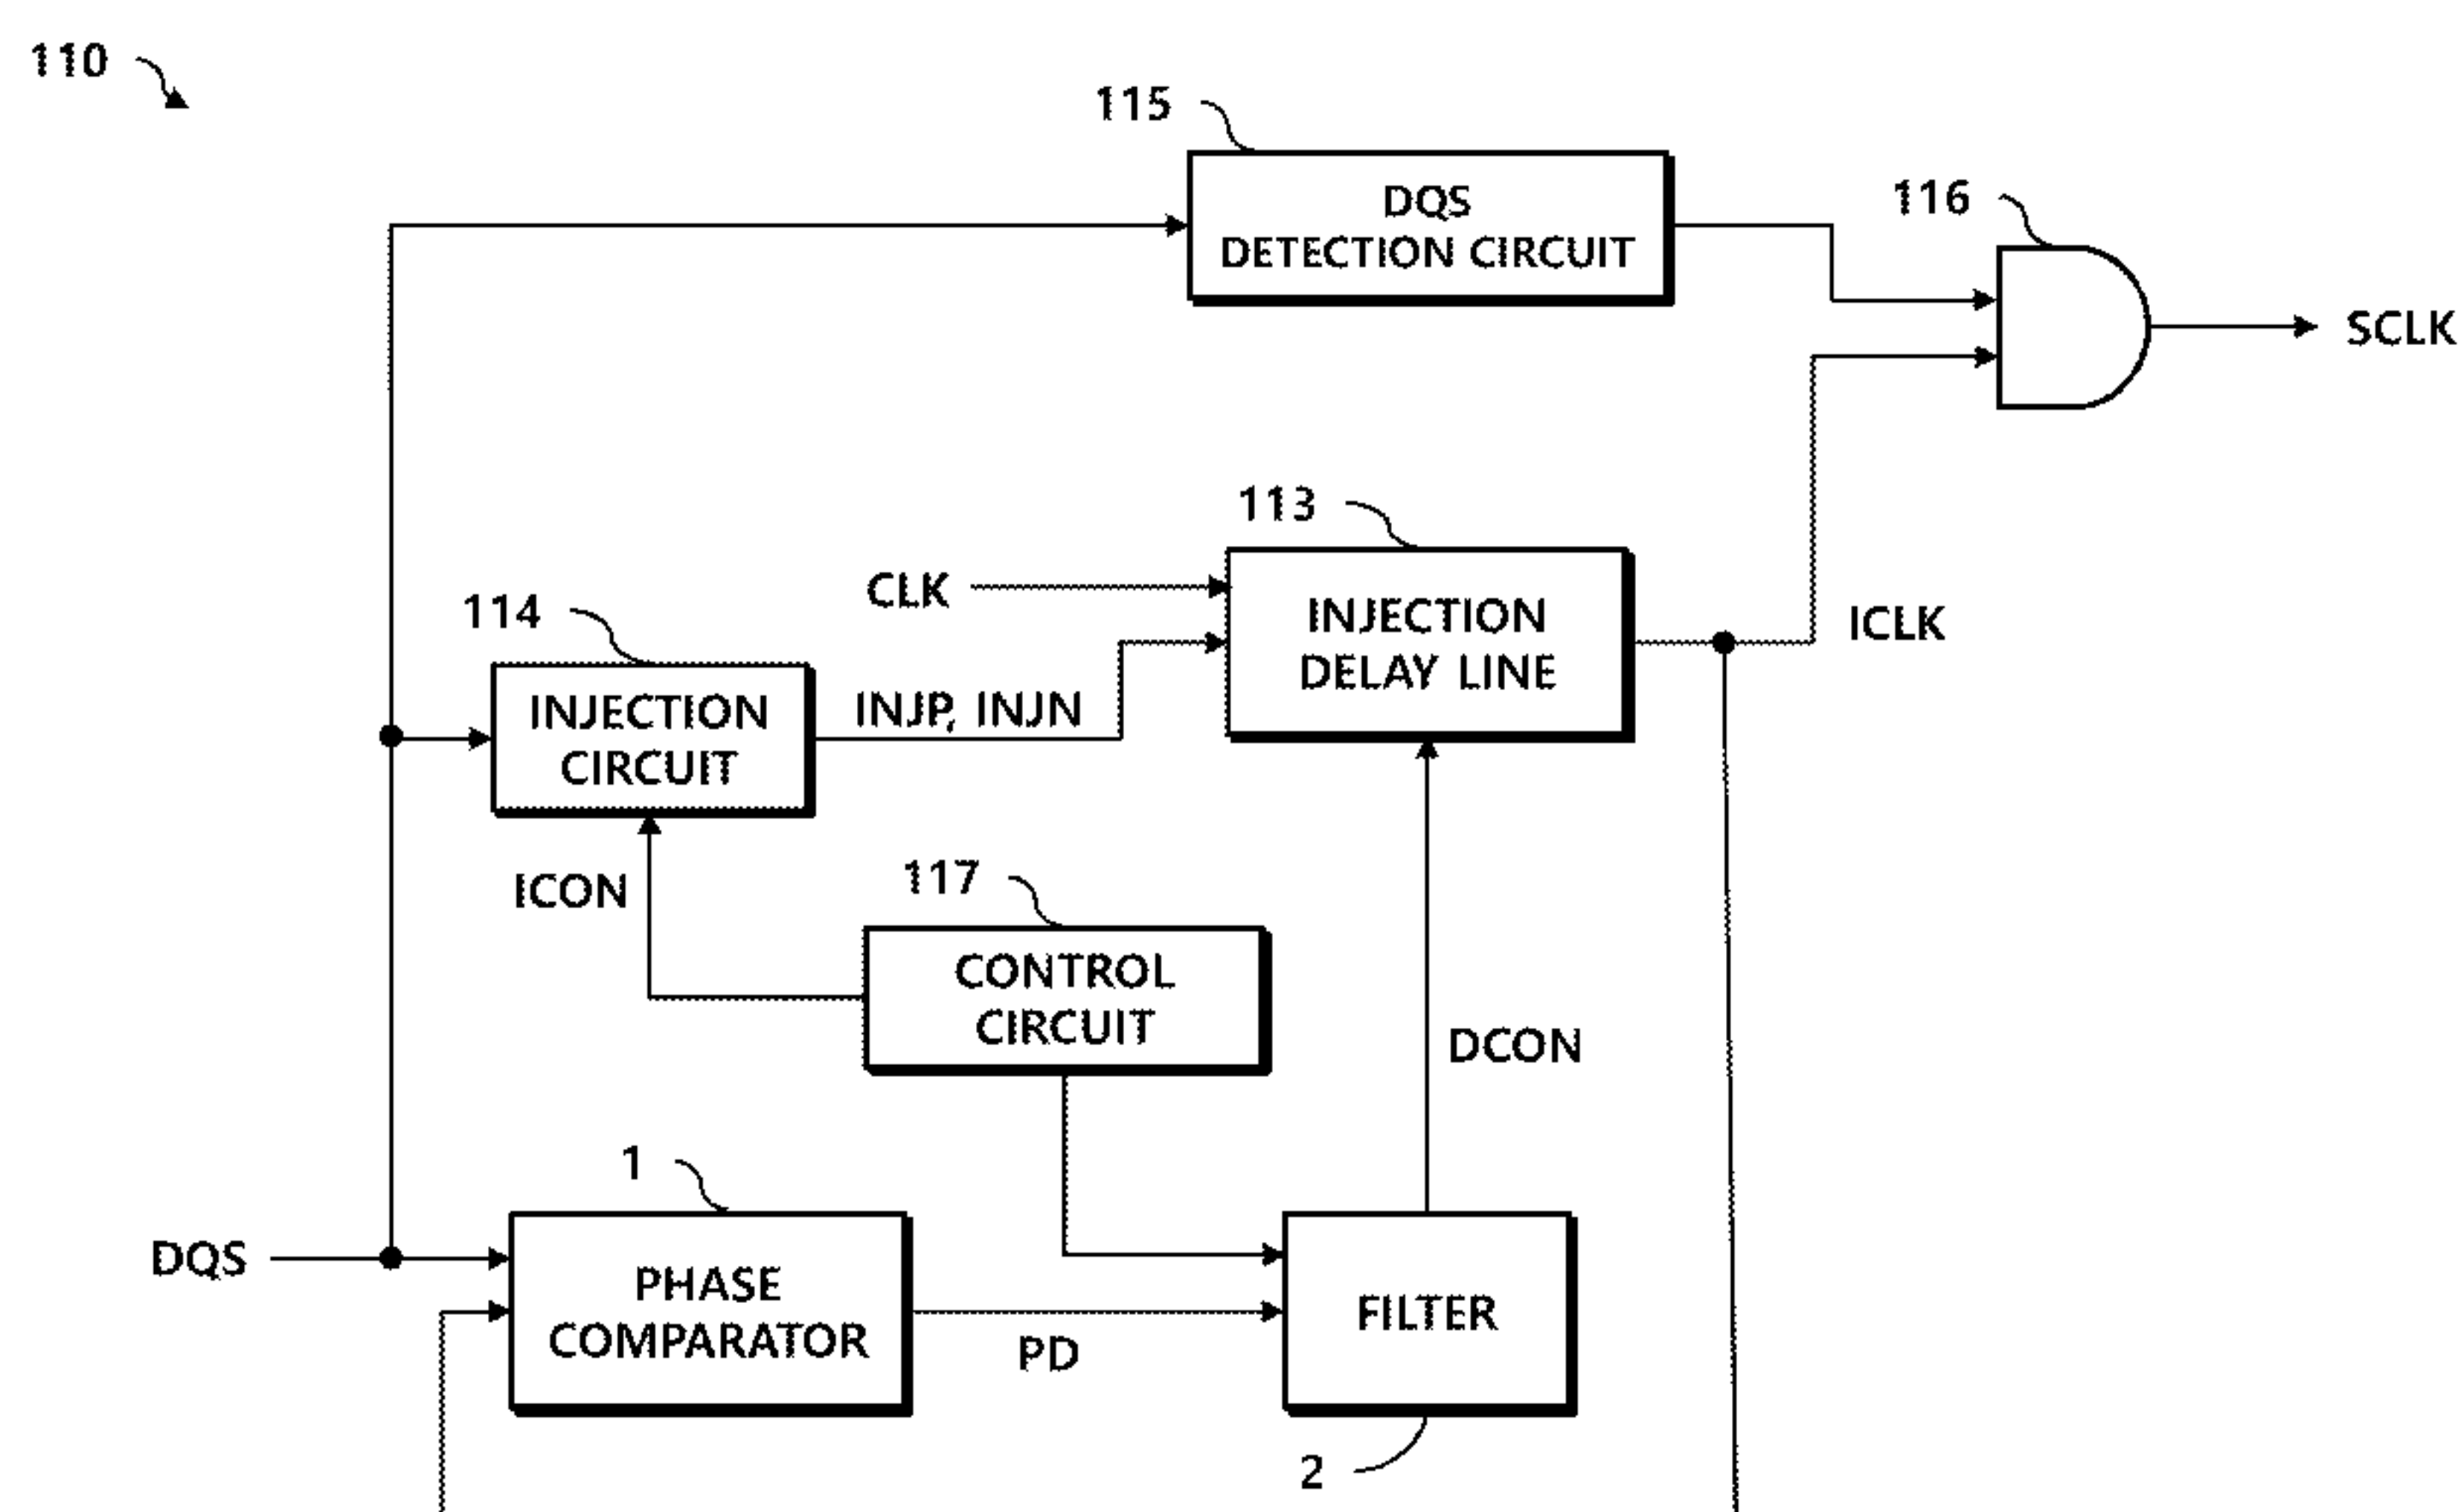 110
115
DQS
DETECTION CIRCUIT
116
SCLK
113
CLK
INJECTION
DELAY LINE
ICLK
114
INJECTION
CIRCUIT
INJP, INJN
ICON
117
CONTROL
CIRCUIT
DCON
1
DQS
PHASE
COMPARATOR
PD
FILTER
2